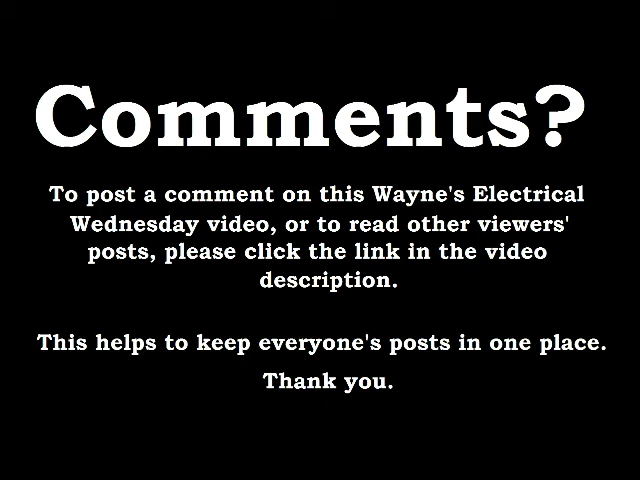 Comments?
To post a comment on this Wayne's Electrical
Wednesday video, or to read other viewers'
posts, please click the link in the video
description.
This helps to keep everyone's posts in one place.
Thank you.